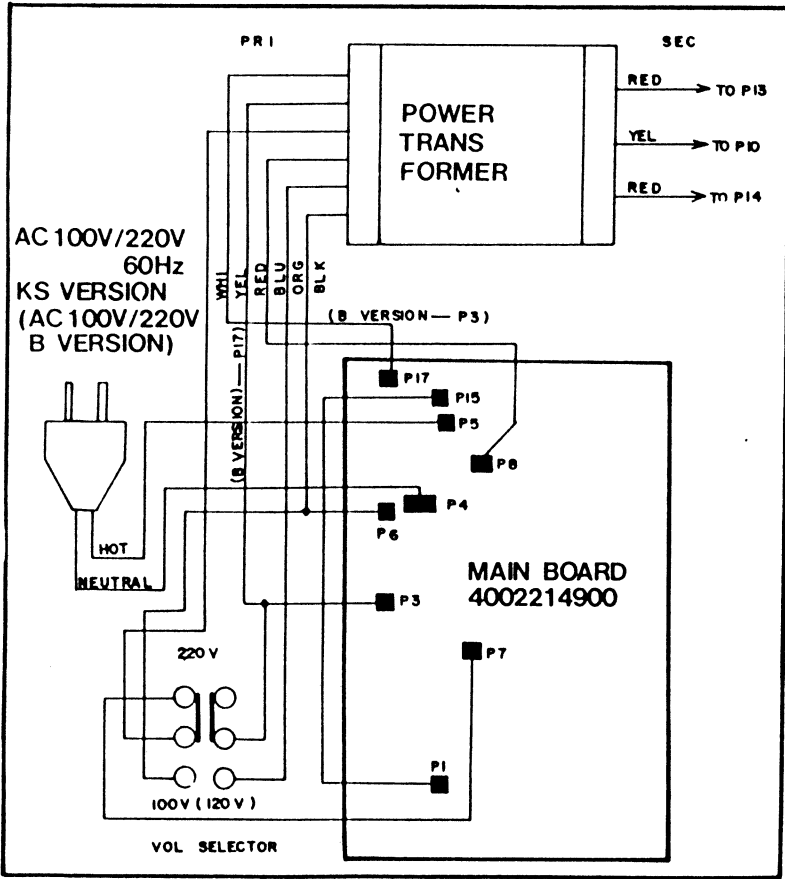 PRI
SEC
POWER
TRANS
FORMER
RED
TO P13
YEL
TO P10
RED
TO P14
AC 100V/220V
60Hz
KS VERSION
(AC 100V/220V
B VERSION)
WHI
YEL
RED
BLU
ORG
BLK
(B VERSION — P3)
(B VERSION) — P17)
P17
P15
P5
P8
P4
P6
HOT
NEUTRAL
MAIN BOARD
4002214900
P3
220V
P7
P1
100V (120V)
VOL SELECTOR